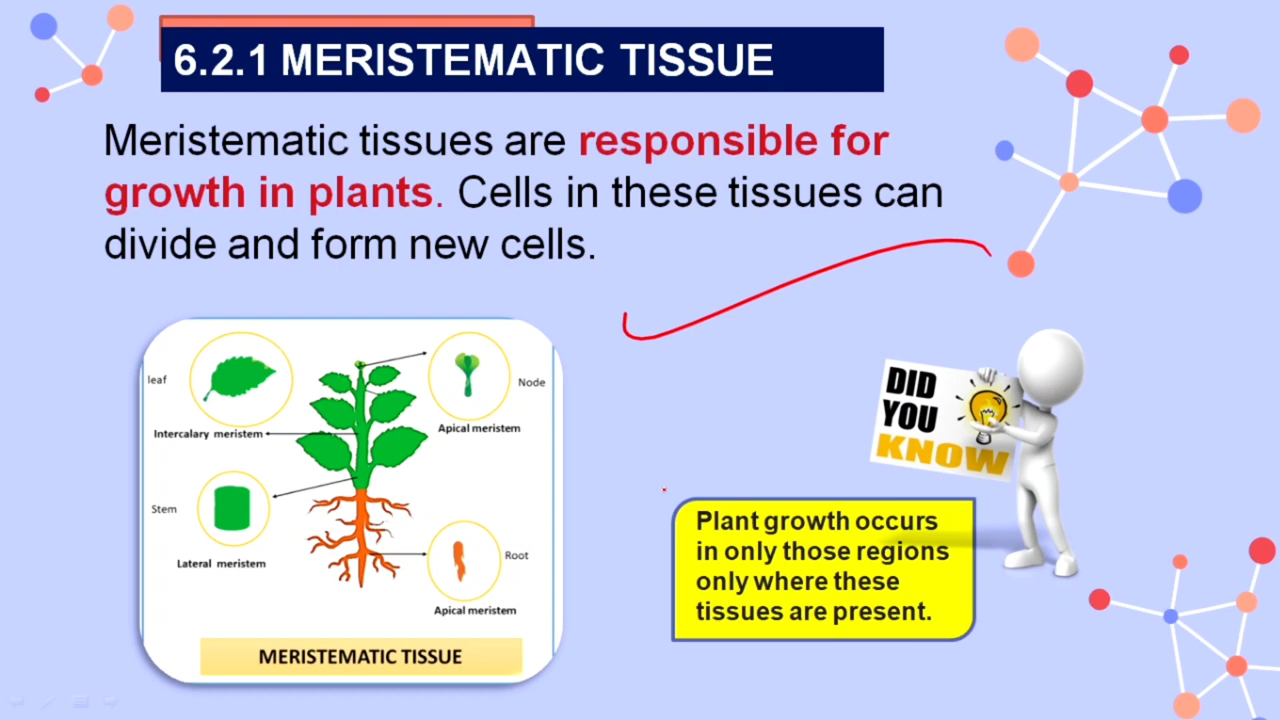 6.2.1 MERISTEMATIC TISSUE
Meristematic tissues are responsible for
growth in plants. Cells in these tissues can
divide and form new cells.
leaf
Intercalary meristem
Node
Apical meristem
Stem
Lateral meristem
Root
Apical meristem
MERISTEMATIC TISSUE
DID
YOU
KNOW
Plant growth occurs
in only those regions
only where these
tissues are present.